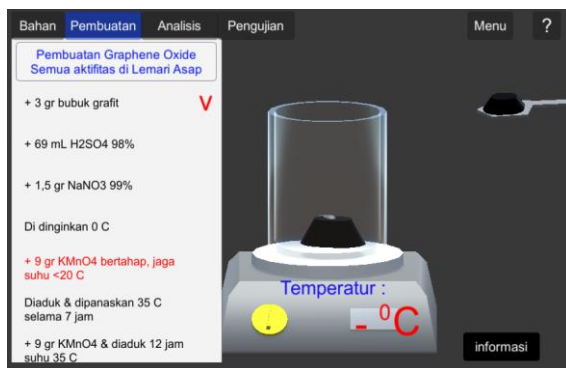 Bahan Pembuatan Analisis Pengujian Menu ?
Pembuatan Graphene Oxide
Semua aktifitas di Lemari Asap
+ 3 gr bubuk grafit V
+ 69 mL H2SO4 98%
+ 1,5 gr NaNO3 99%
Di dinginkan 0 C
+ 9 gr KMnO4 bertahap, jaga
suhu <20 C
Diaduk & dipanaskan 35 C
selama 7 jam
+ 9 gr KMnO4 & diaduk 12 jam
suhu 35 C
Temperatur :
- ⁰C
informasi